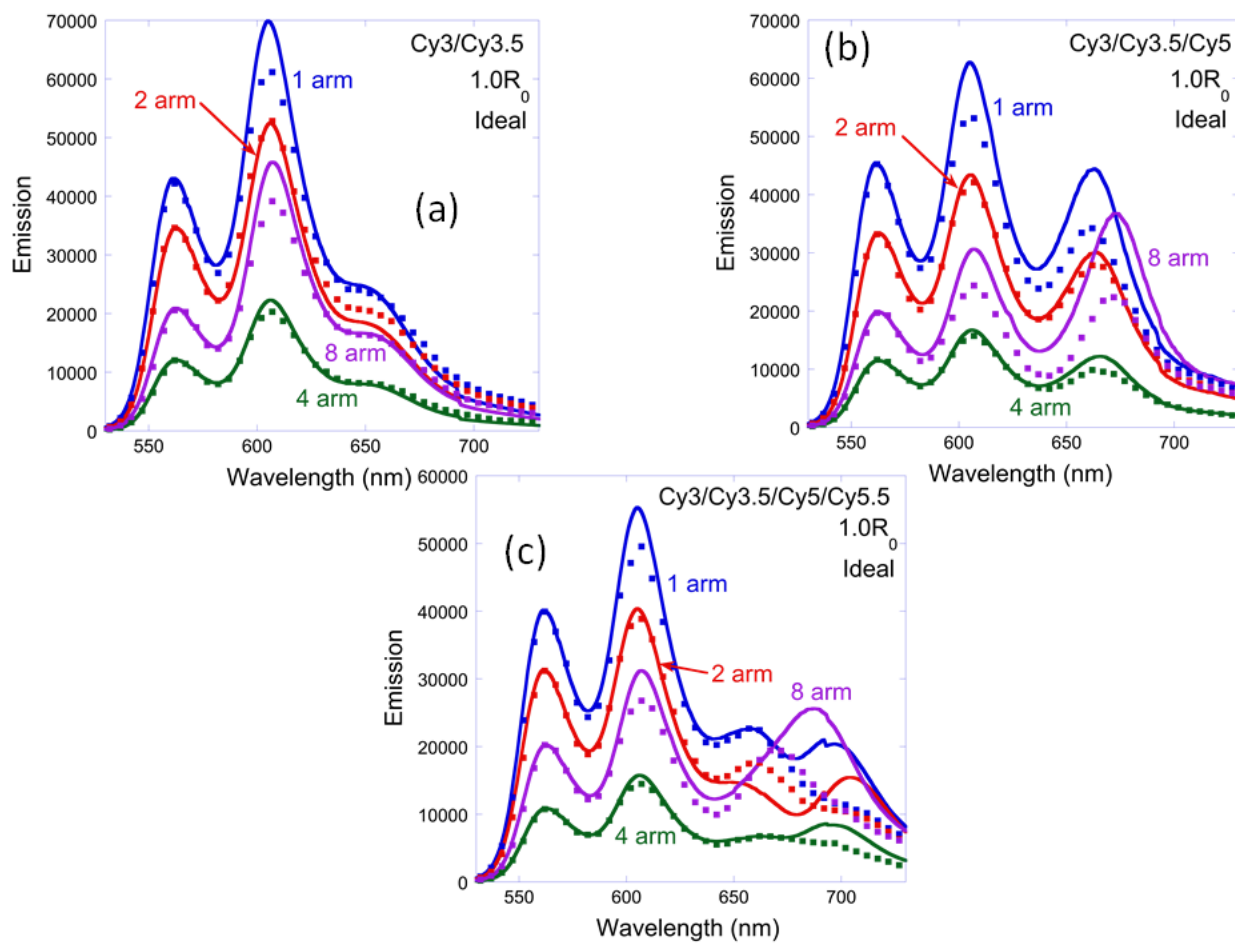 70000
60000
50000
40000
30000
20000
10000
0
Emission
550
600
650
700
Wavelength (nm)
Cy3/Cy3.5
1.0R0
Ideal
1 arm
2 arm
(a)
8 arm
4 arm
70000
60000
50000
40000
30000
20000
10000
0
Emission
550
600
650
700
Wavelength (nm)
(b)
Cy3/Cy3.5/Cy5
1.0R0
Ideal
1 arm
2 arm
8 arm
4 arm
60000
50000
40000
30000
20000
10000
0
Emission
550
600
650
700
Wavelength (nm)
Cy3/Cy3.5/Cy5/Cy5.5
1.0R0
Ideal
(c)
1 arm
2 arm
8 arm
4 arm